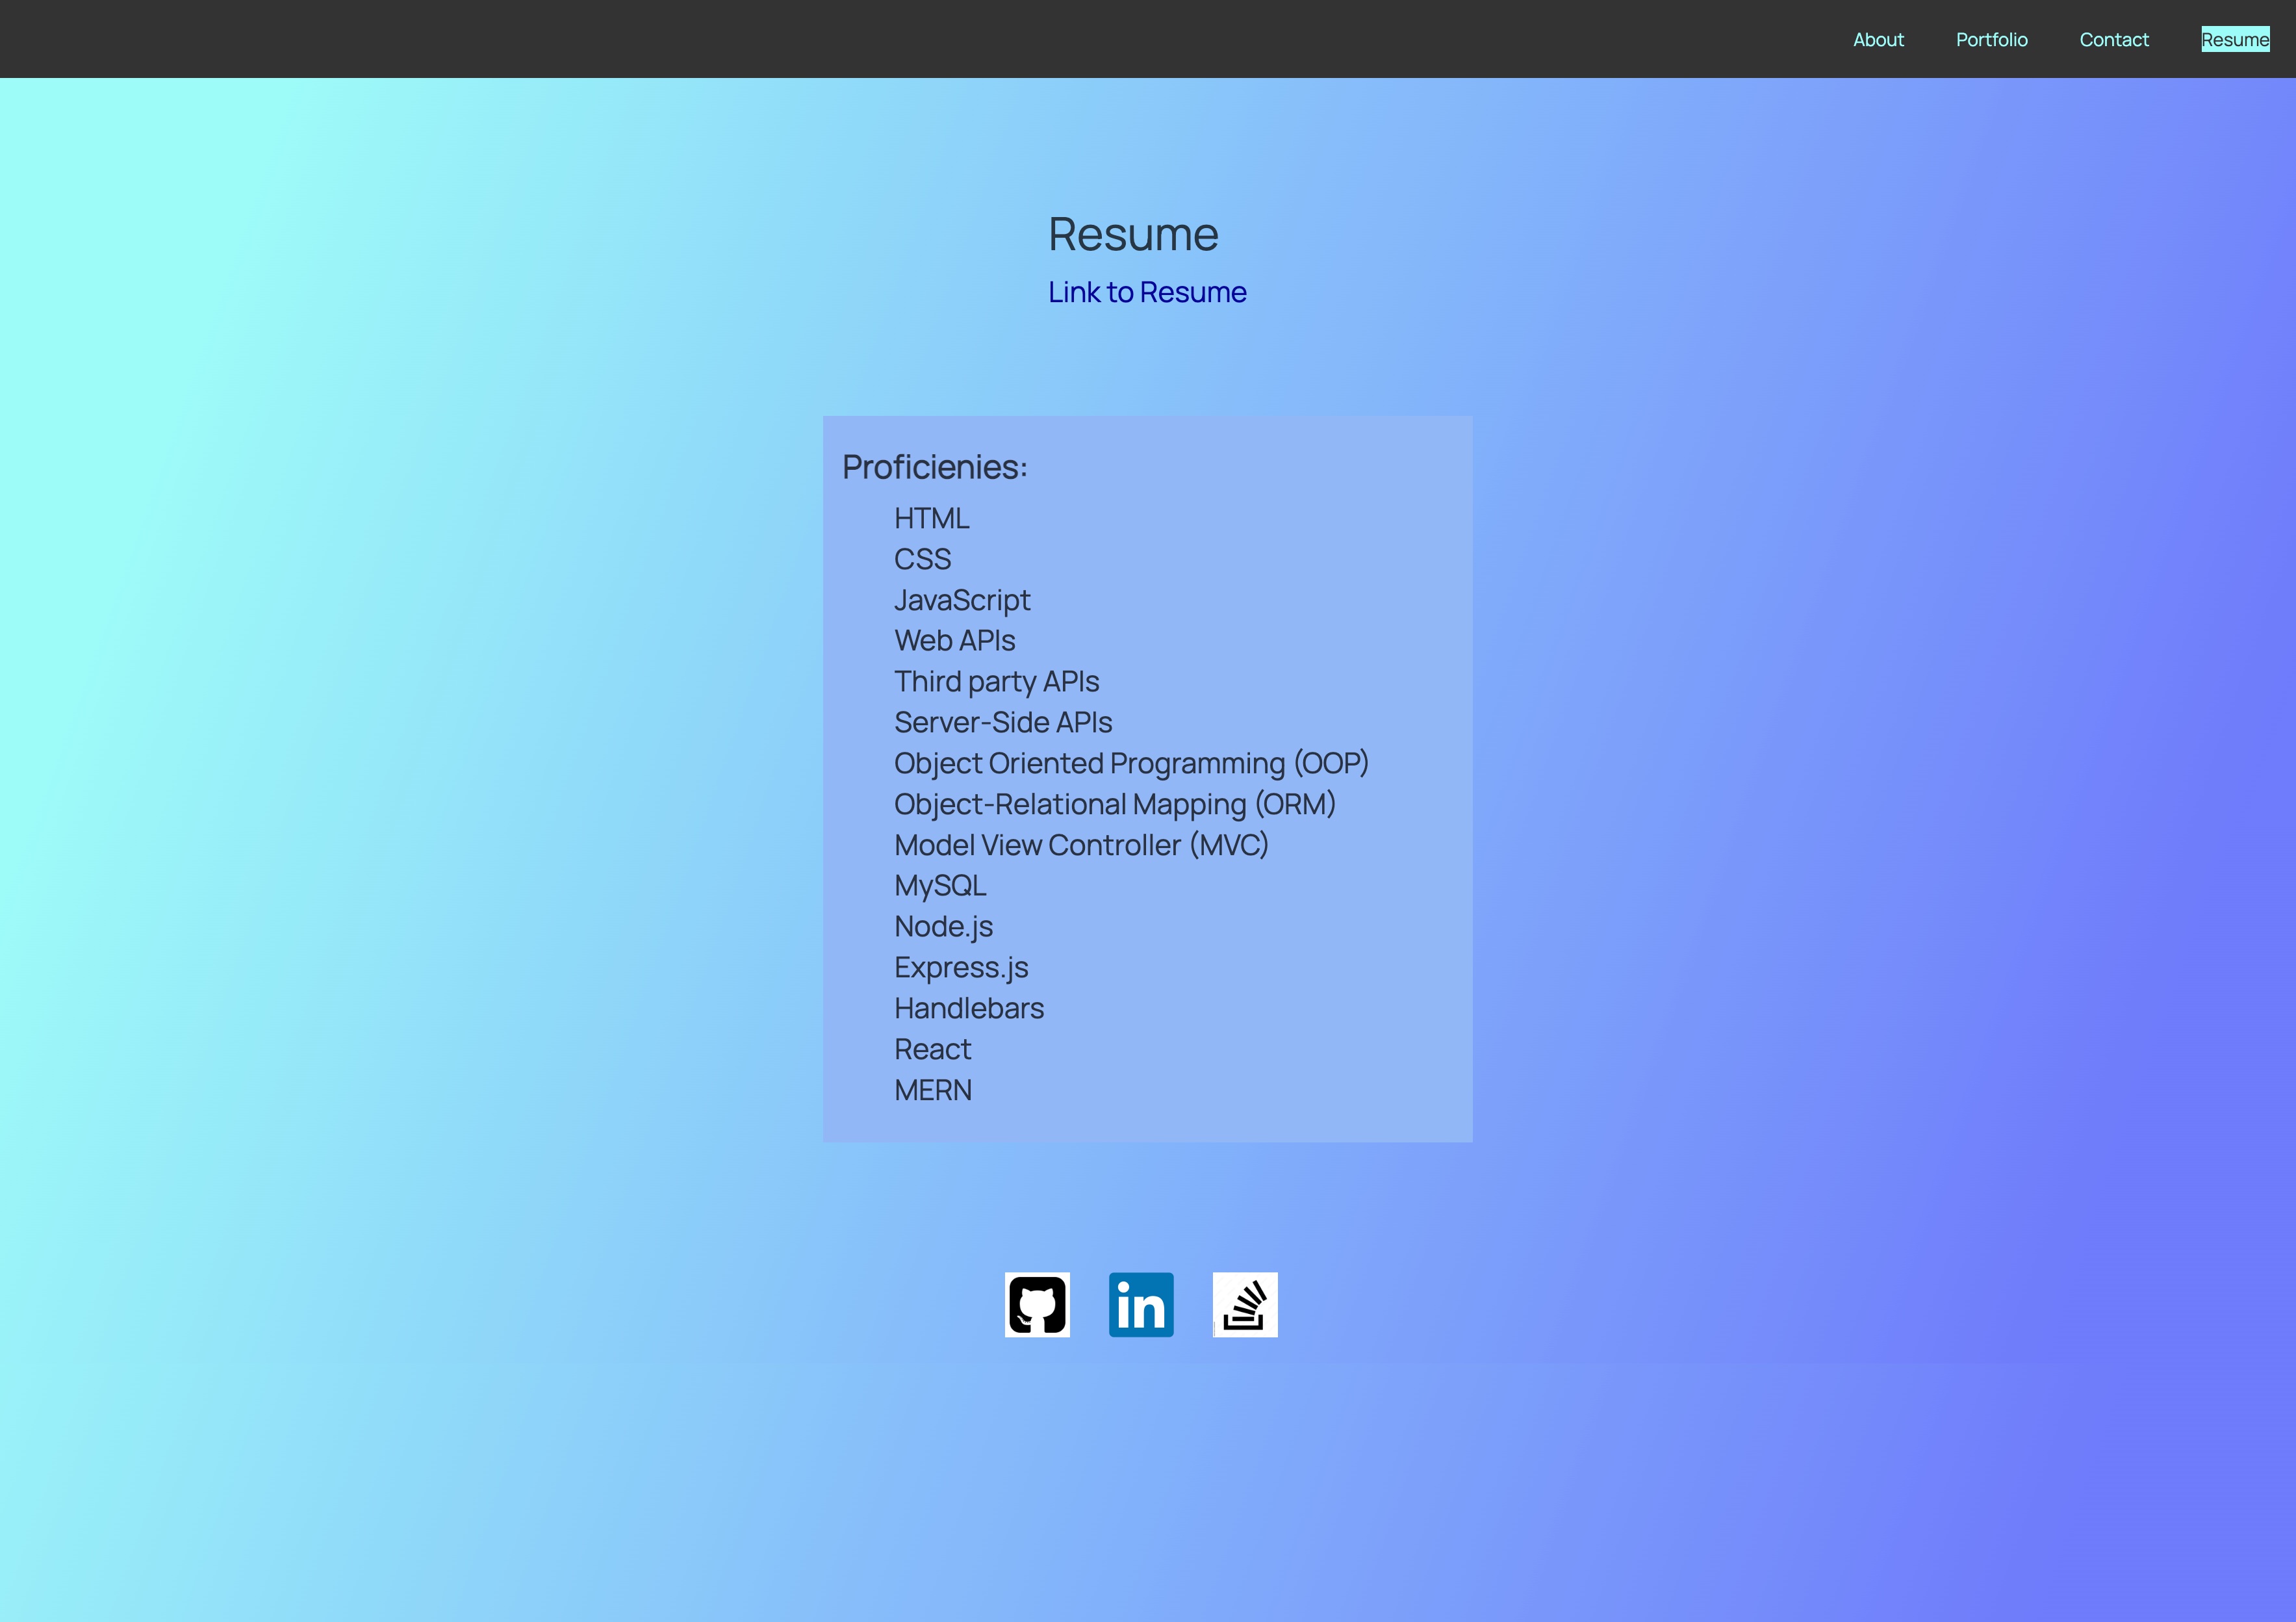 About Portfolio Contact Resume
Resume
Link to Resume
Proficienies:
HTML
CSS
JavaScript
Web APIs
Third party APIs
Server-Side APIs
Object Oriented Programming (OOP)
Object-Relational Mapping (ORM)
Model View Controller (MVC)
MySQL
Node.js
Express.js
Handlebars
React
MERN
in